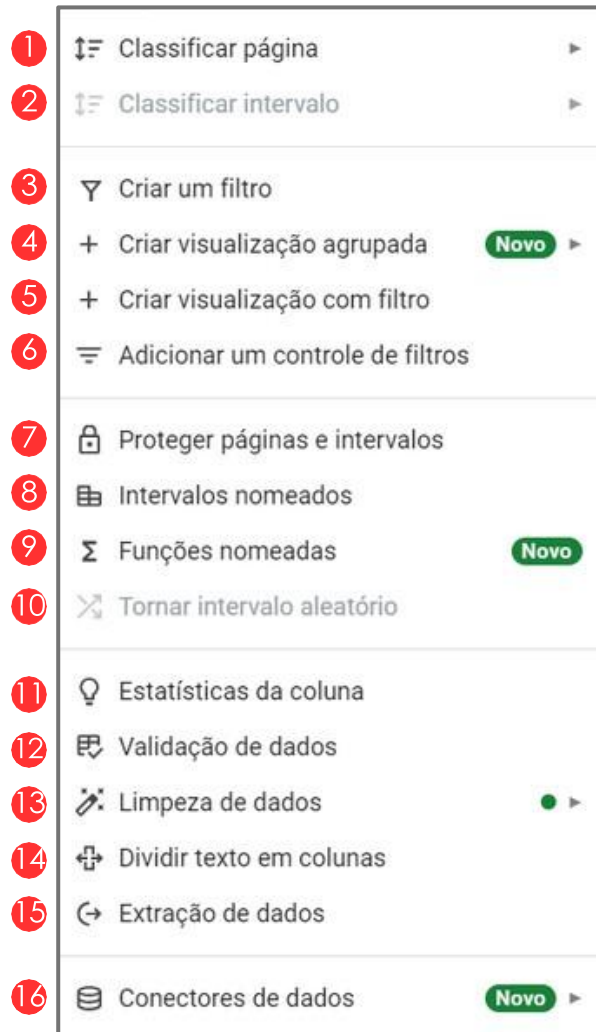 1 Classificar página
2 Classificar intervalo
3 Criar um filtro
4 Criar visualização agrupada Novo
5 Criar visualização com filtro
6 Adicionar um controle de filtros
7 Proteger páginas e intervalos
8 Intervalos nomeados
9 Σ Funções nomeadas Novo
10 Tornar intervalo aleatório
11 Estatísticas da coluna
12 Validação de dados
13 Limpeza de dados
14 Dividir texto em colunas
15 Extração de dados
16 Conectores de dados Novo